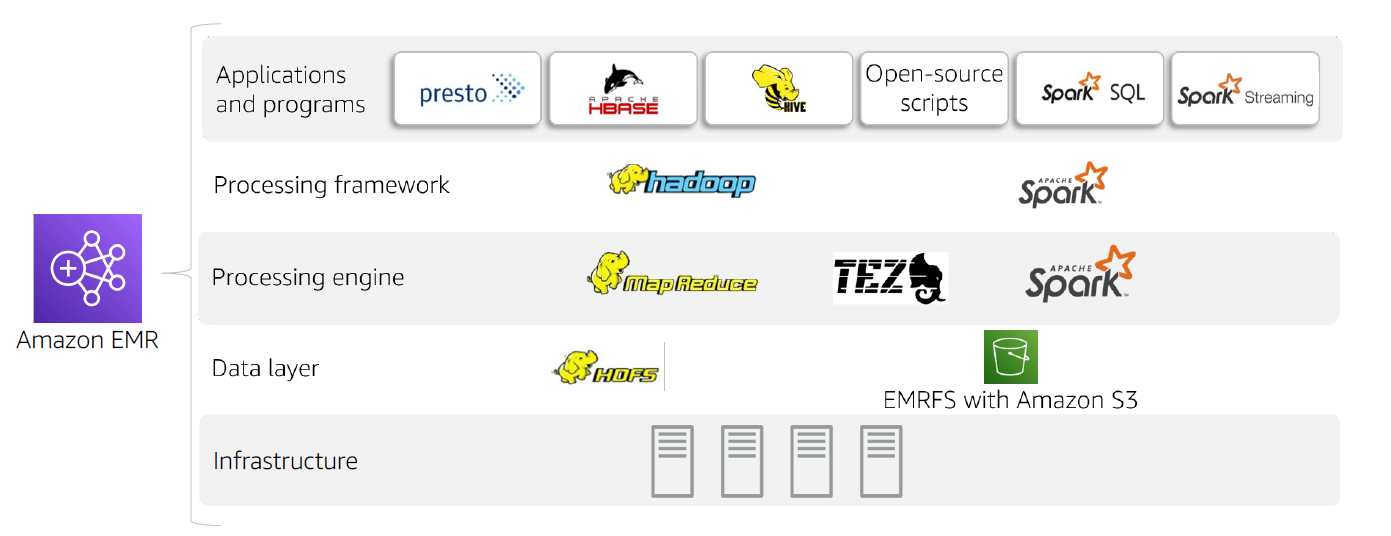 Applications
and programs
presto
APACHE
HBASE
HIVE
Open-source
scripts
Spark SQL
Spark Streaming
Processing framework
hadoop
APACHE
Spark
Amazon EMR
Processing engine
MapReduce
TEZ
APACHE
Spark
Data layer
HDFS
EMRFS with Amazon S3
Infrastructure